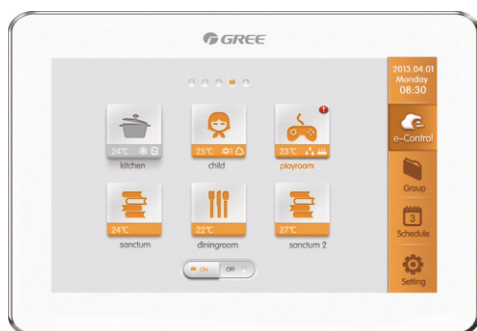 GREE
2013.04.01
Monday
08:30
e-Control
Group
3
Schedule
Setting
24℃
kitchen
25℃
child
23℃
!
playroom
24℃
sanctum
22℃
diningroom
27℃
sanctum 2
ON
OFF